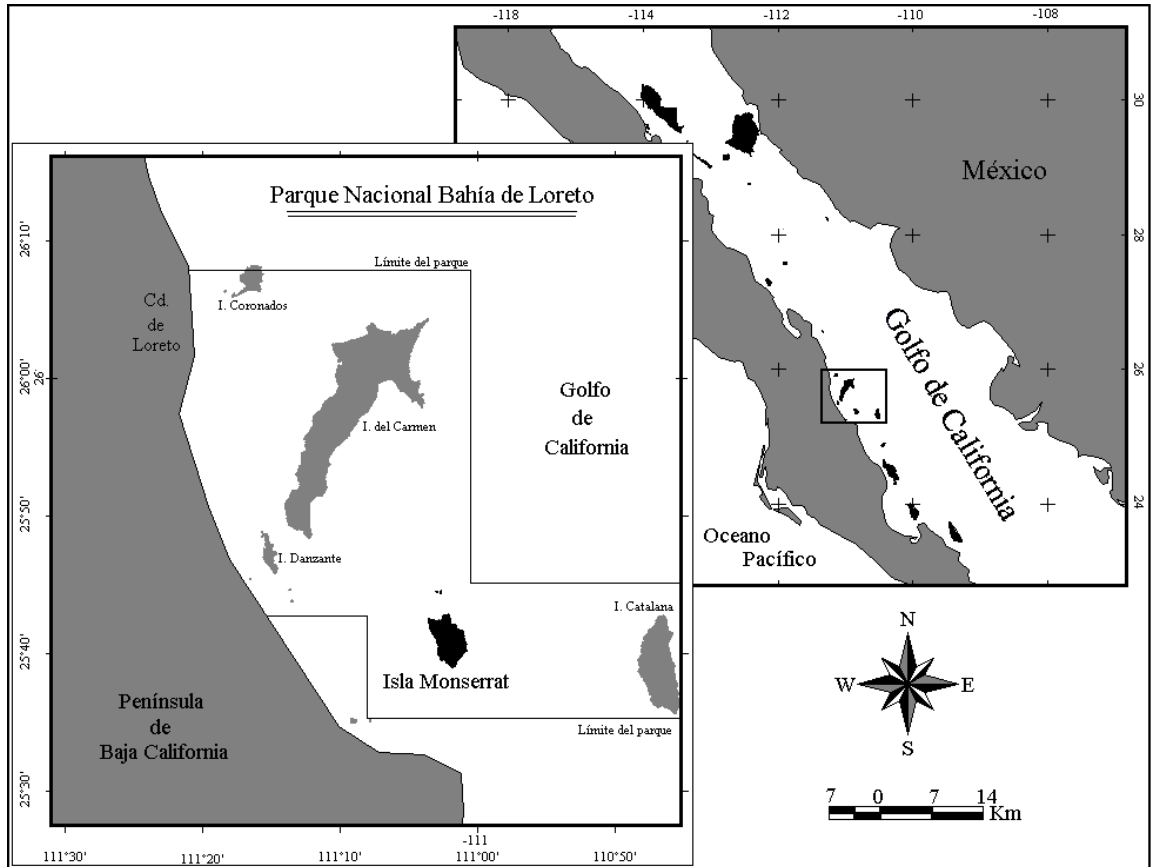 -118
-114
-112
-110
-108
30
28
26
24
México
Golfo de California
Oceano
Pacífico
Parque Nacional Bahía de Loreto
Límite del parque
I. Coronados
Cd.
de
Loreto
I. del Carmen
Golfo
de
California
I. Danzante
I. Catalana
Isla Monserrat
Límite del parque
Península
de
Baja California
26°10'
26°00'
26°
25°50'
25°40'
25°30'
-111
111°30'
111°20'
111°10'
111°00'
110°50'
N
W
E
S
7 0 7 14
Km